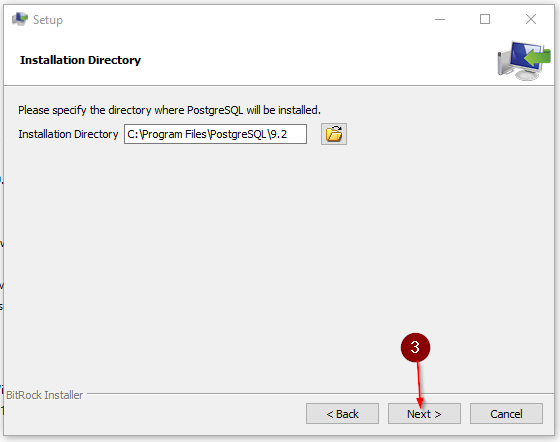 Setup
Installation Directory
Please specify the directory where PostgreSQL will be installed.
Installation Directory C:\Program Files\PostgreSQL\9.2
3
BitRock Installer
< Back Next > Cancel